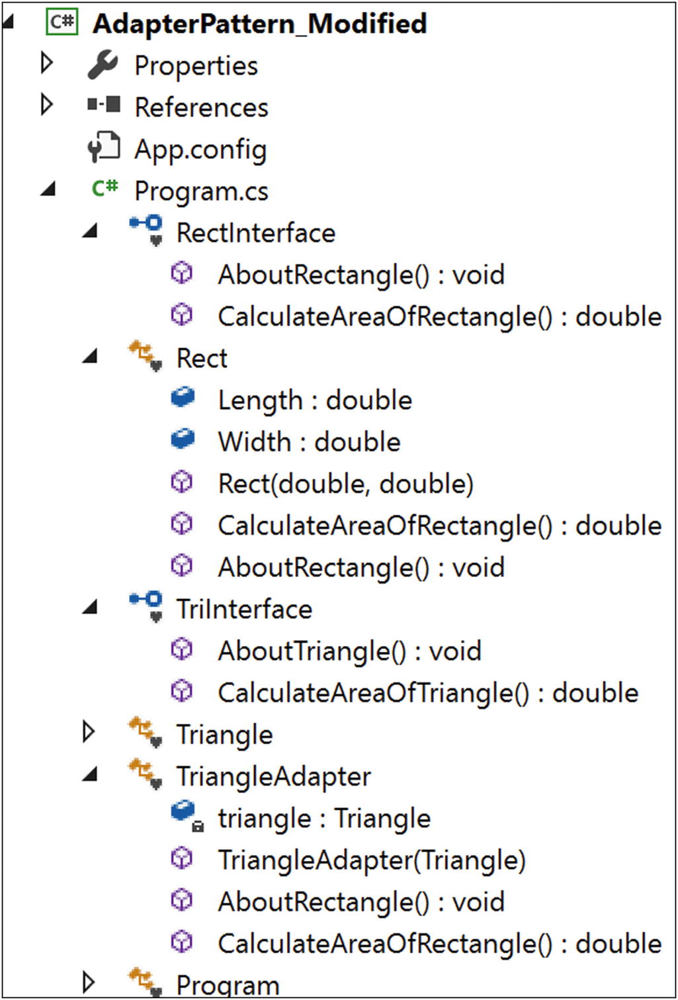 C# AdapterPattern_Modified
Properties
References
App.config
C# Program.cs
RectInterface
AboutRectangle() : void
CalculateAreaOfRectangle() : double
Rect
Length : double
Width : double
Rect(double, double)
CalculateAreaOfRectangle() : double
AboutRectangle() : void
TriInterface
AboutTriangle() : void
CalculateAreaOfTriangle() : double
Triangle
TriangleAdapter
triangle : Triangle
TriangleAdapter(Triangle)
AboutRectangle() : void
CalculateAreaOfRectangle() : double
Program